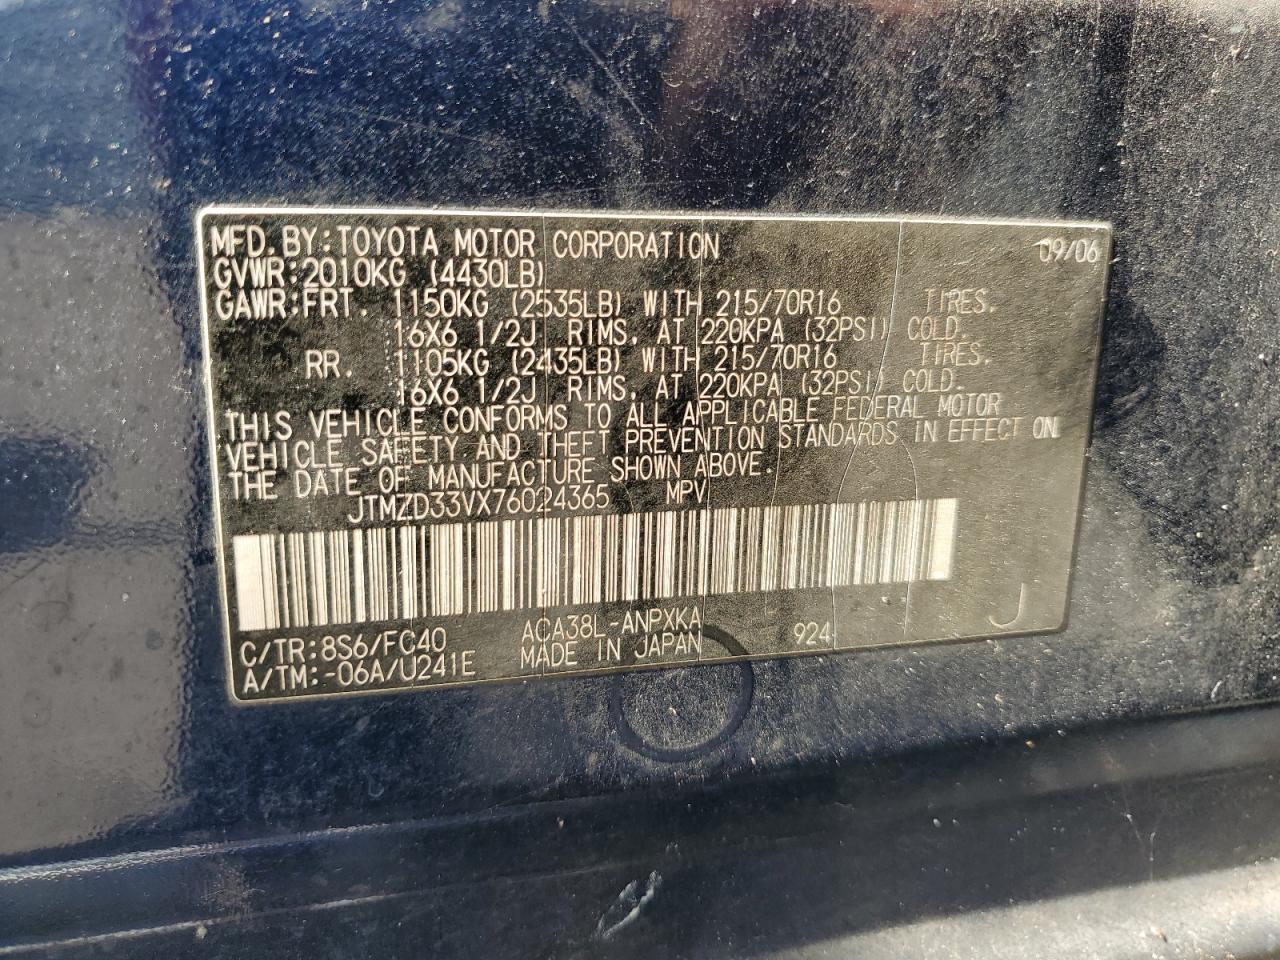 MFD.BY:TOYOTA MOTOR CORPORATION 09/06
GVWR:2010KG (4430LB)
GAWR:FRT. 1150KG (2535LB) WITH 215/70R16 TIRES.
16X6 1/2J RIMS. AT 220KPA (32PSI) COLD.
RR. 1105KG (2435LB) WITH 215/70R16 TIRES.
16X6 1/2J RIMS. AT 220KPA (32PSI) COLD.
THIS VEHICLE CONFORMS TO ALL APPLICABLE FEDERAL MOTOR
VEHICLE SAFETY AND THEFT PREVENTION STANDARDS IN EFFECT ON
THE DATE OF MANUFACTURE SHOWN ABOVE.
JTMZD33VX76024365 MPV
C/TR:8S6/FC40 ACA38L-ANPXKA 924 J
A/TM:-06A/U241E MADE IN JAPAN